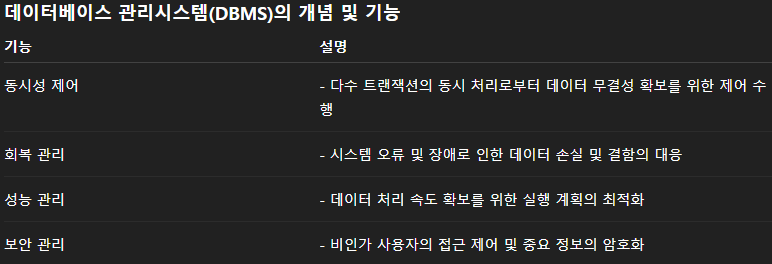 데이터베이스 관리시스템(DBMS)의 개념 및 기능
기능 설명
동시성 제어 - 다수 트랜잭션의 동시 처리로부터 데이터 무결성 확보를 위한 제어 수
행
회복 관리 - 시스템 오류 및 장애로 인한 데이터 손실 및 결함의 대응
성능 관리 - 데이터 처리 속도 확보를 위한 실행 계획의 최적화
보안 관리 - 비인가 사용자의 접근 제어 및 중요 정보의 암호화